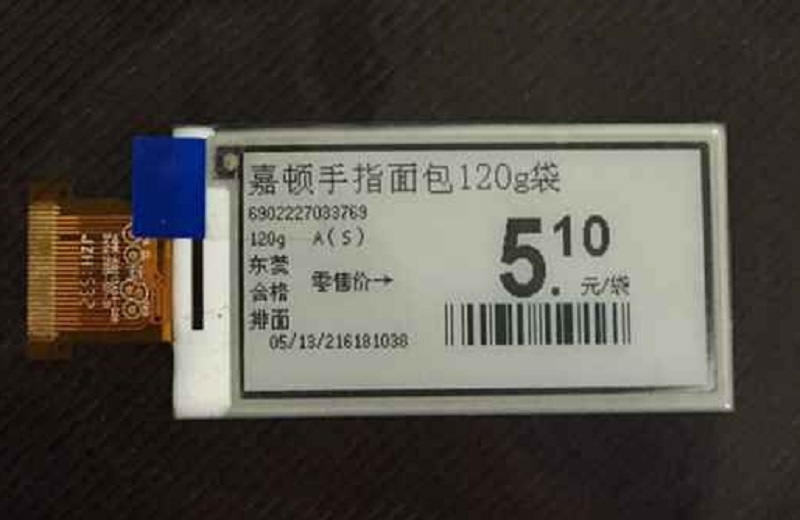 嘉顿手指面包120g袋
6902227033769
120g A(S)
东莞
合格
排面
零售价→
5.10
元/袋
05/13/216181038